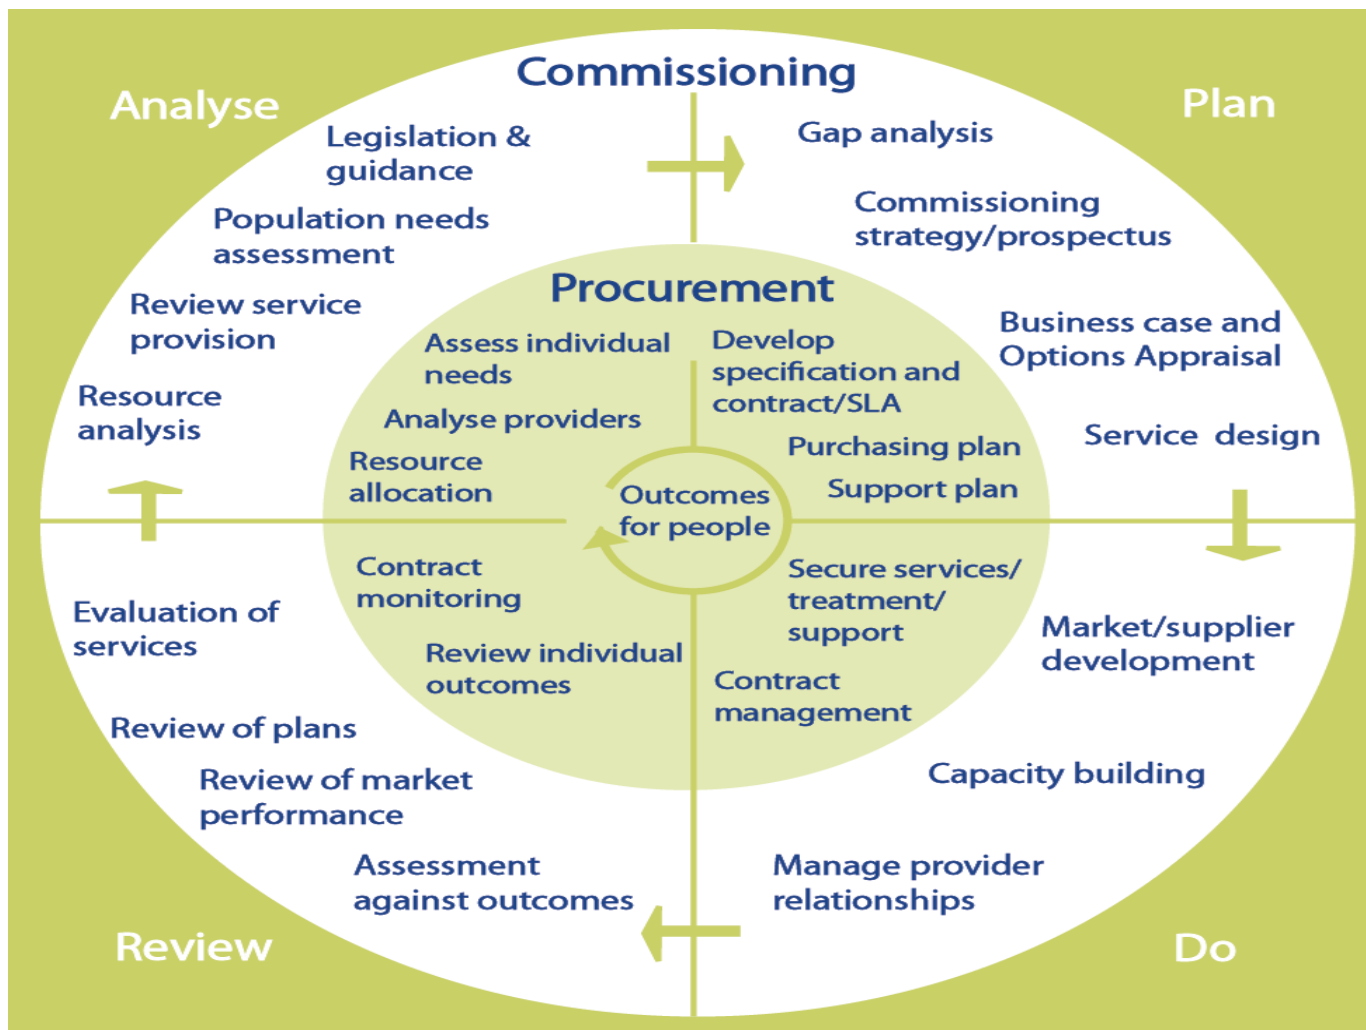 Commissioning
Analyse
Plan
Legislation &
guidance
Population needs
assessment
Review service
provision
Resource
analysis
Gap analysis
Commissioning
strategy/prospectus
Business case and
Options Appraisal
Service design
Procurement
Assess individual
needs
Analyse providers
Resource
allocation
Develop
specification and
contract/SLA
Purchasing plan
Support plan
Outcomes
for people
Contract
monitoring
Review individual
outcomes
Secure services/
treatment/
support
Contract
management
Evaluation of
services
Review of plans
Review of market
performance
Assessment
against outcomes
Market/supplier
development
Capacity building
Manage provider
relationships
Review
Do